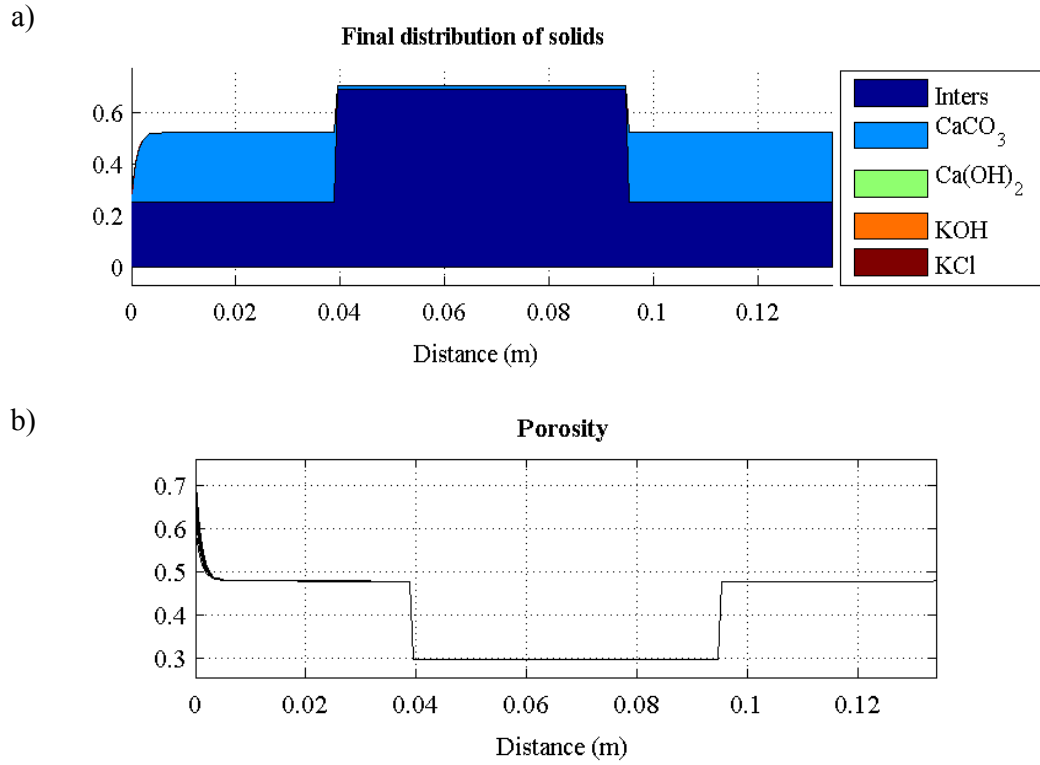 a)
Final distribution of solids
0.6
0.4
0.2
0
0 0.02 0.04 0.06 0.08 0.1 0.12
Distance (m)
Inters
CaCO₃
Ca(OH)₂
KOH
KCl
b)
Porosity
0.7
0.6
0.5
0.4
0.3
0 0.02 0.04 0.06 0.08 0.1 0.12
Distance (m)